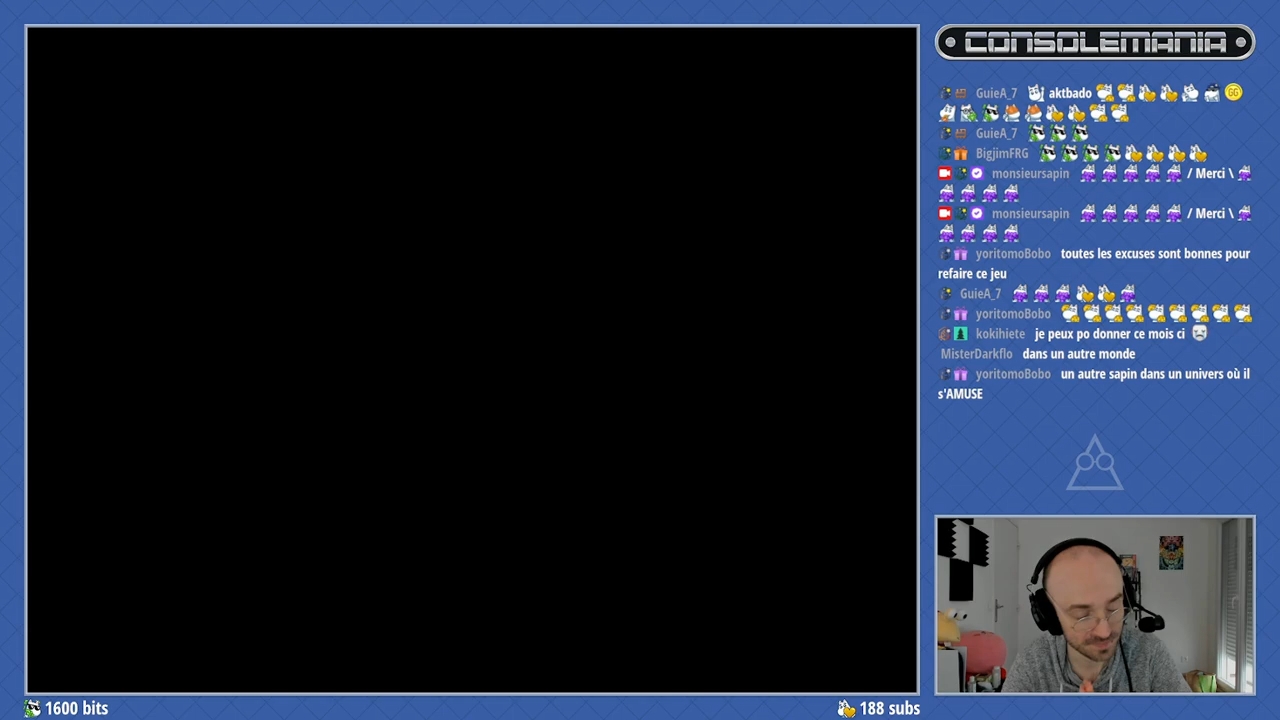 CONSOLEMANIA
GuieA_7 aktbado GG
GuieA_7
BigjimFRG
monsieursapin / Merci \
monsieursapin / Merci \
yoritomoBobo toutes les excuses sont bonnes pour
refaire ce jeu
GuieA_7
yoritomoBobo
kokihiete je peux po donner ce mois ci
MisterDarkflo dans un autre monde
yoritomoBobo un autre sapin dans un univers où il
s'AMUSE
1600 bits
188 subs